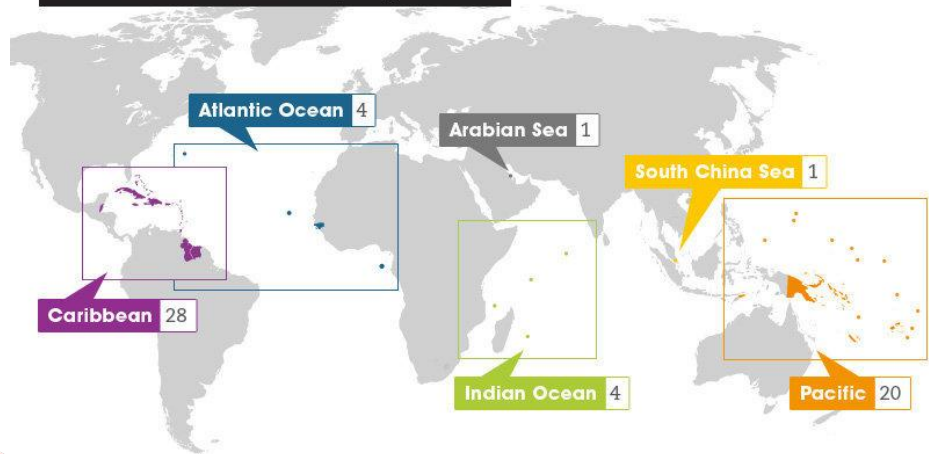 Atlantic Ocean 4
Arabian Sea 1
South China Sea 1
Caribbean 28
Indian Ocean 4
Pacific 20